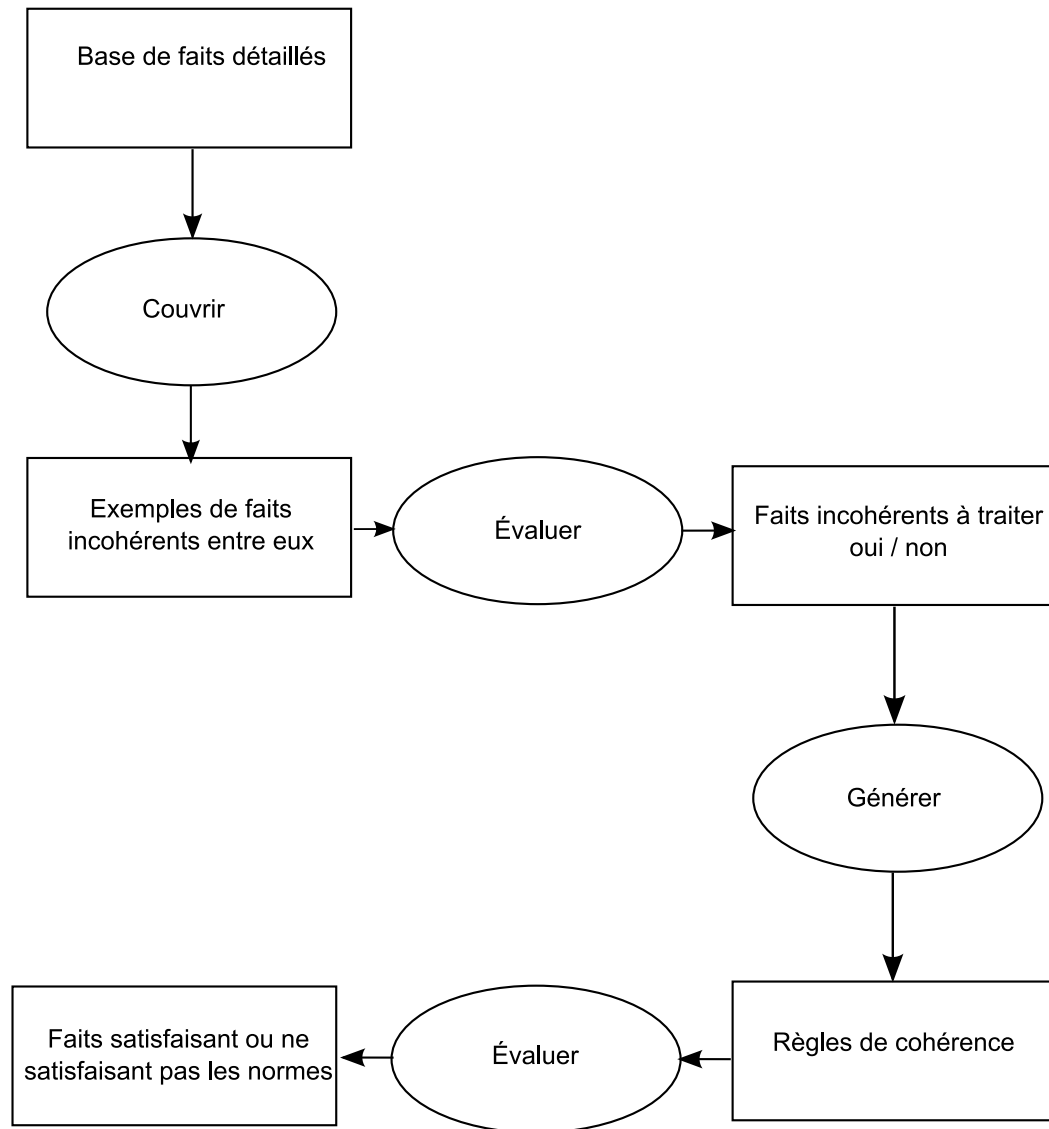 Base de faits détaillés
Couvrir
Exemples de faits
incohérents entre eux
Évaluer
Faits incohérents à traiter
oui / non
Générer
Règles de cohérence
Évaluer
Faits satisfaisant ou ne
satisfaisant pas les normes